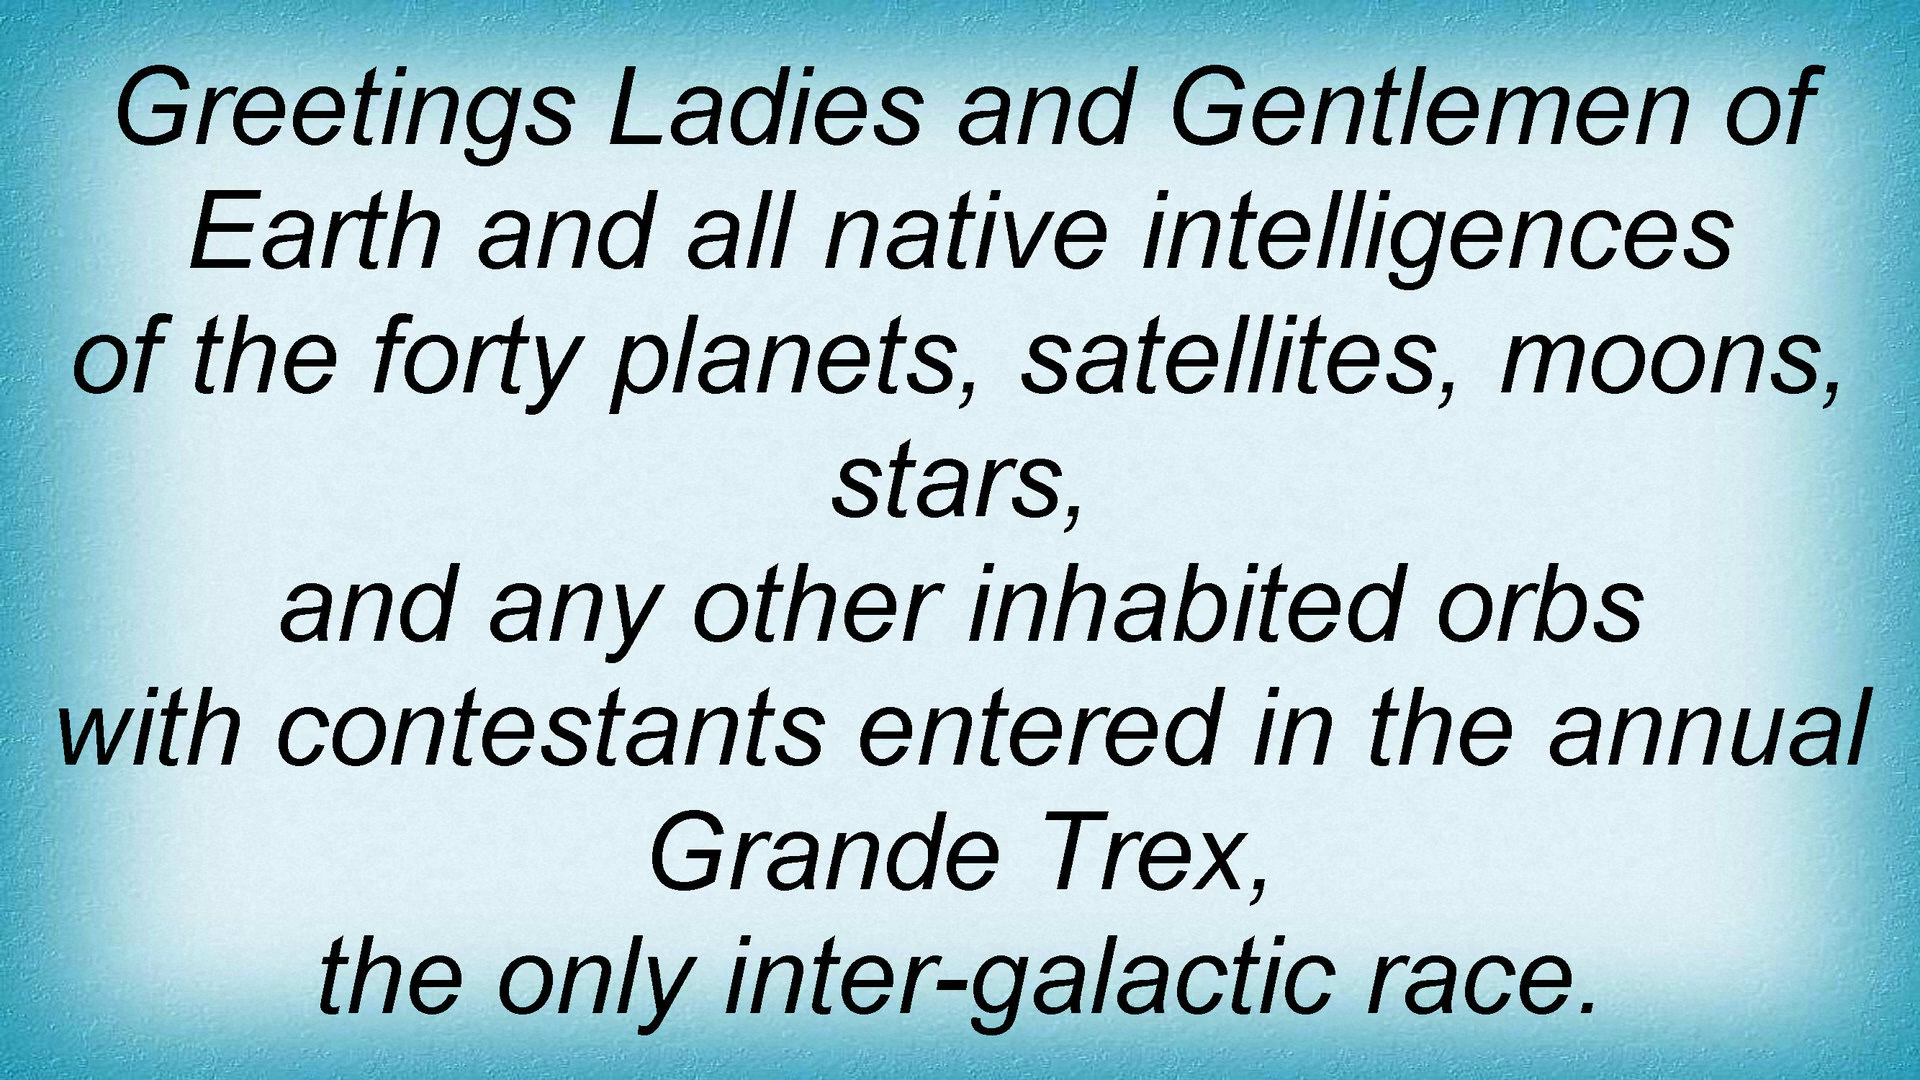 Greetings Ladies and Gentlemen of
Earth and all native intelligences
of the forty planets, satellites, moons,
stars,
and any other inhabited orbs
with contestants entered in the annual
Grande Trex,
the only inter-galactic race.